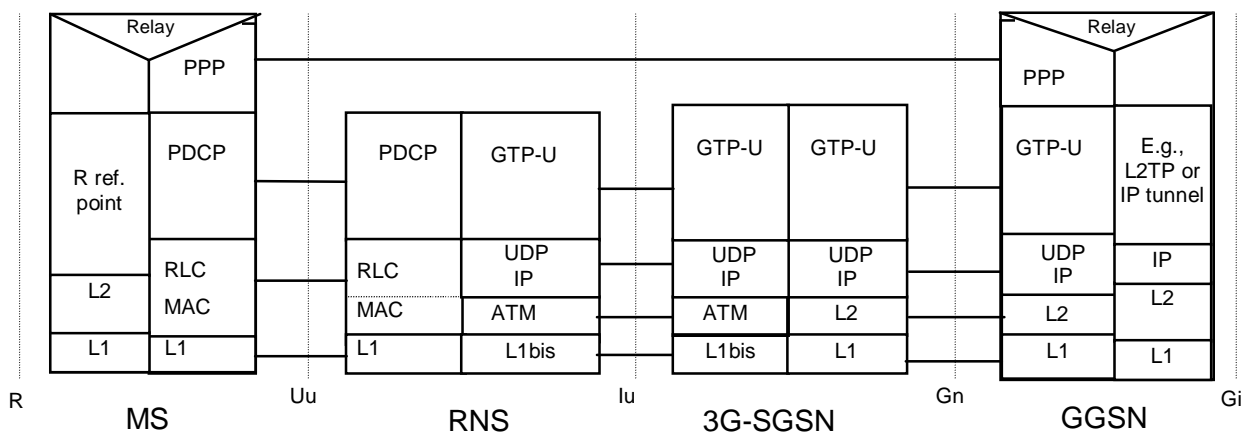 Relay
PPP
R ref.
point
PDCP
RLC
MAC
L2
L1
L1
PDCP
GTP-U
RLC
UDP
IP
MAC
ATM
L1
L1bis
GTP-U
GTP-U
UDP
IP
UDP
IP
ATM
L2
L1bis
L1
Relay
PPP
GTP-U
E.g.,
L2TP or
IP tunnel
UDP
IP
IP
L2
L2
L1
L1
R
MS
Uu
RNS
Iu
3G-SGSN
Gn
GGSN
Gi